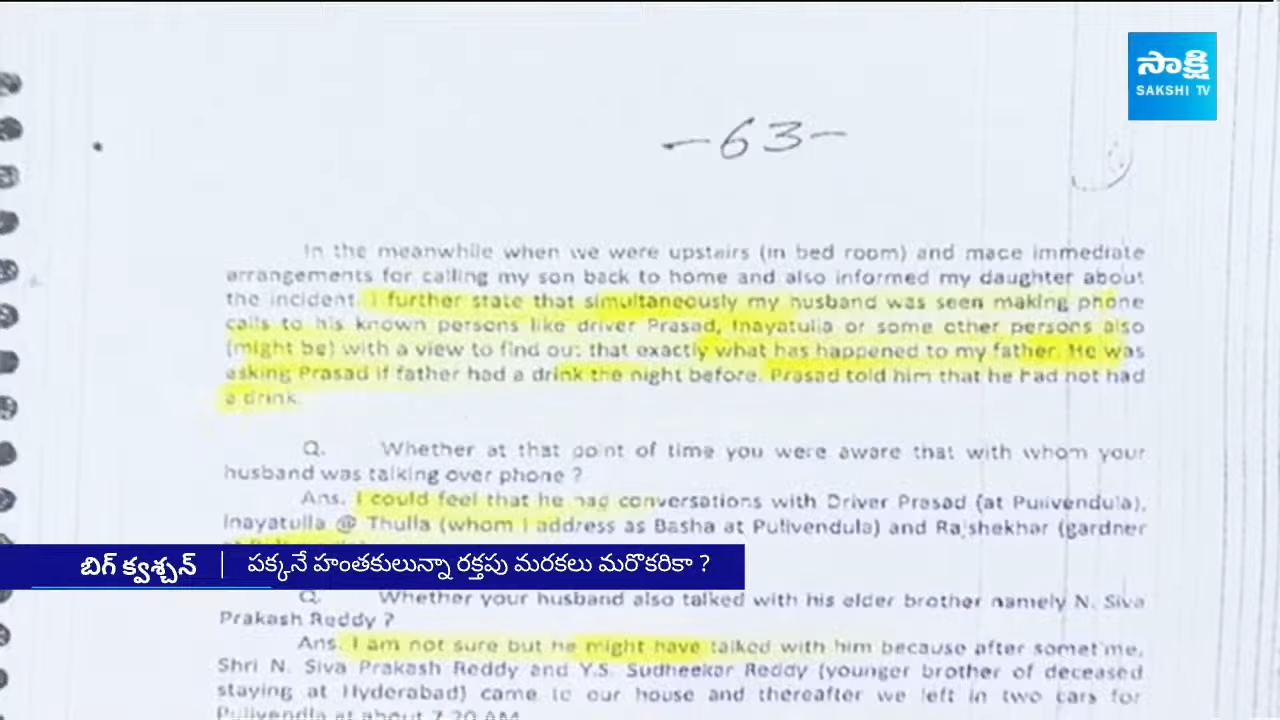 సాక్షి
SAKSHI TV
-63-
In the meanwhile when we were upstairs (in bed room) and mace immediate
arrangements for calling my son back to home and also informed my daughter about
the incident. I further state that simultaneously my husband was seen making phone
calls to his known persons like driver Prasad, Inayatulla or some other persons also
(might be) with a view to find out that exactly what has happened to my father. He was
asking Prasad if father had a drink the night before. Prasad told him that he had not had
a drink.
Q. Whether at that point of time you were aware that with whom your
husband was talking over phone ?
Ans. I could feel that he had conversations with Driver Prasad (at Pulivendula),
Inayatulla @ Thulla (whom I address as Basha at Pulivendula) and Rajshekhar (gardner
బిగ్ క్వశ్చన్ | పక్కనే హంతకులున్నా రక్తపు మరకలు మరొకరికా ?
Q. Whether your husband also talked with his elder brother namely N. Siva
Prakash Reddy ?
Ans. I am not sure but he might have talked with him because after sometime,
Shri N. Siva Prakash Reddy and Y.S. Sudheekar Reddy (younger brother of deceased
staying at Hyderabad) came to our house and thereafter we left in two cars for
Pulivendla at about 7.20 AM